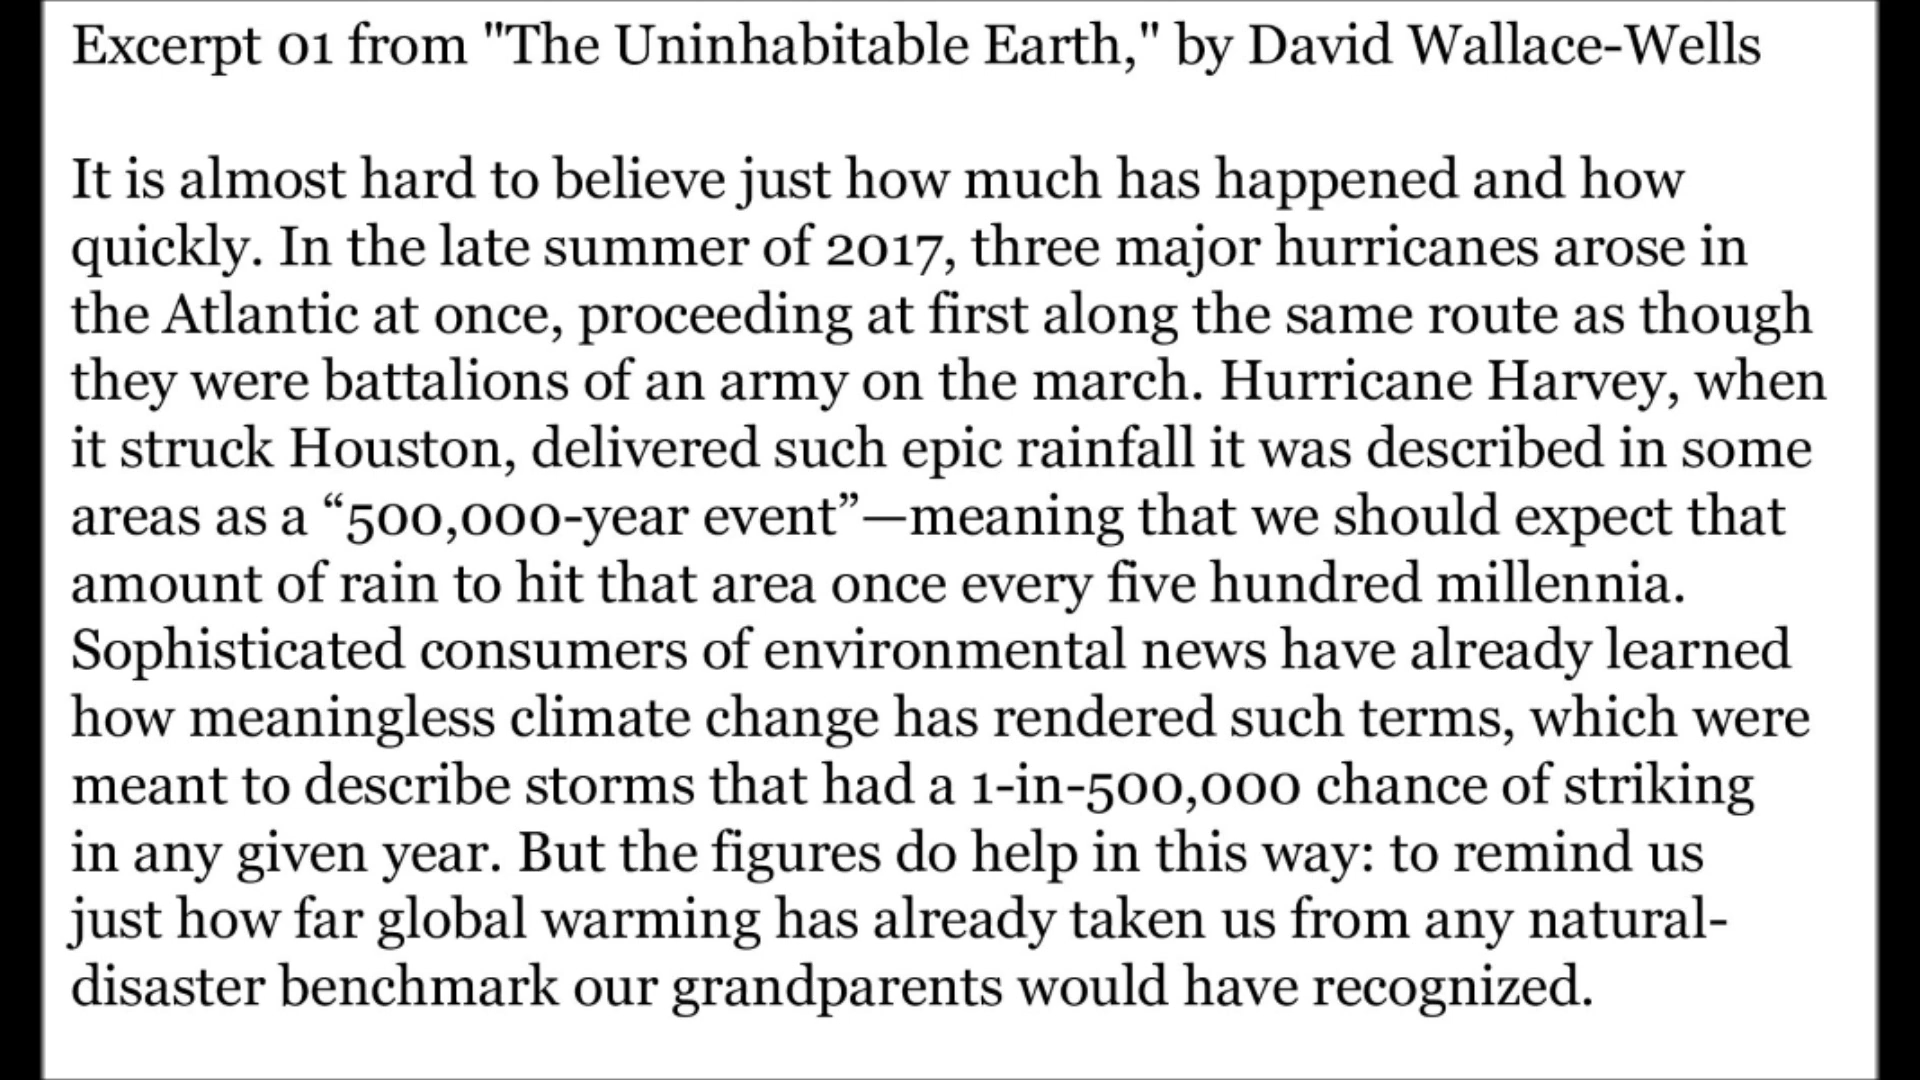 Excerpt 01 from "The Uninhabitable Earth," by David Wallace-Wells
It is almost hard to believe just how much has happened and how
quickly. In the late summer of 2017, three major hurricanes arose in
the Atlantic at once, proceeding at first along the same route as though
they were battalions of an army on the march. Hurricane Harvey, when
it struck Houston, delivered such epic rainfall it was described in some
areas as a “500,000-year event”—meaning that we should expect that
amount of rain to hit that area once every five hundred millennia.
Sophisticated consumers of environmental news have already learned
how meaningless climate change has rendered such terms, which were
meant to describe storms that had a 1-in-500,000 chance of striking
in any given year. But the figures do help in this way: to remind us
just how far global warming has already taken us from any natural-
disaster benchmark our grandparents would have recognized.